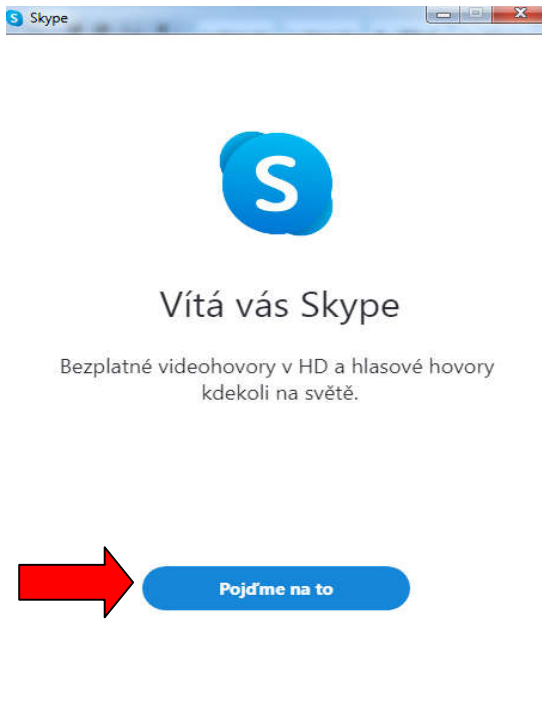 Skype
Vítá vás Skype
Bezplatné videohovory v HD a hlasové hovory
kdekoli na světě.
Pojďme na to